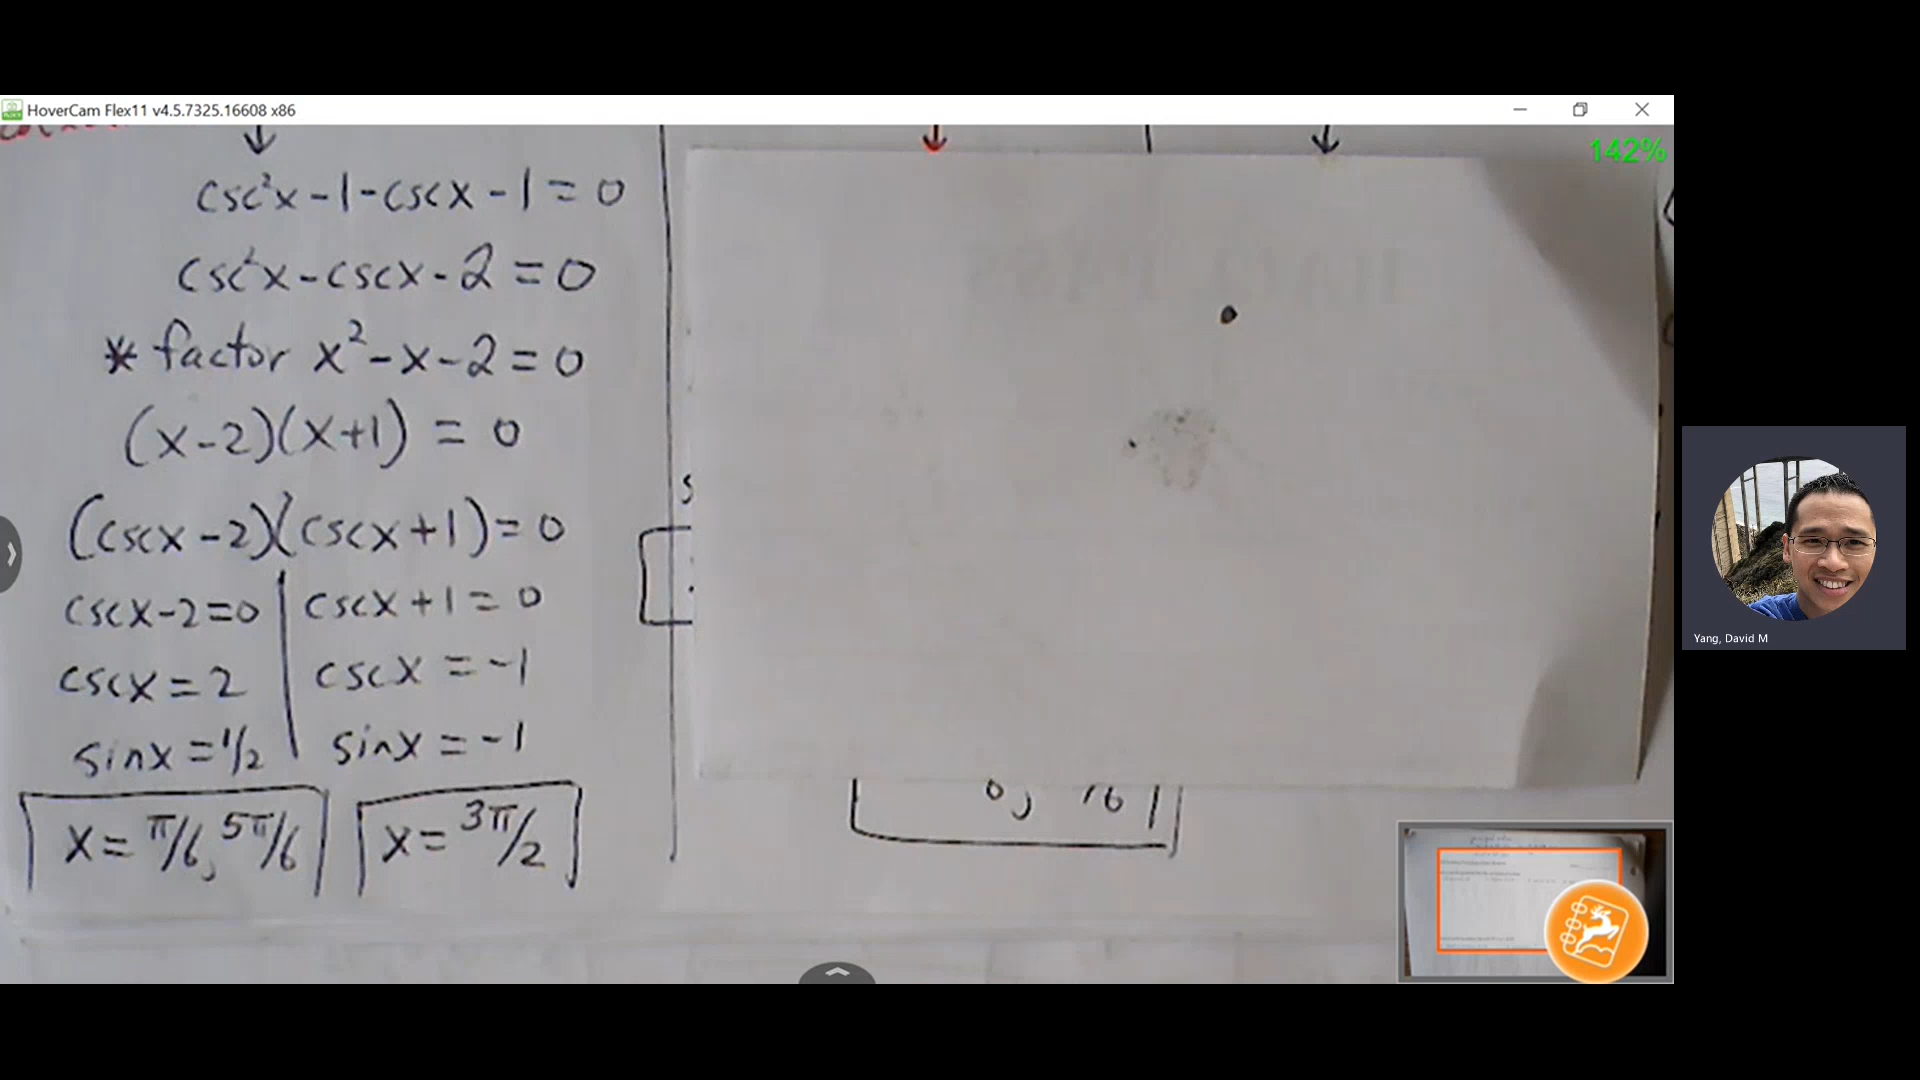 HoverCam Flex11 v4.5.7325.16608 x86
142%
csc²x-1-cscx-1=0
csc²x-cscx-2=0
* factor x²-x-2=0
(x-2)(x+1) = 0
(cscx-2)(cscx+1)=0
cscx-2=0 cscx+1=0
cscx=2 cscx=-1
sinx=1/2 sinx=-1
x=π/6, 5π/6 x=3π/2
HALL PASS
Yang, David M